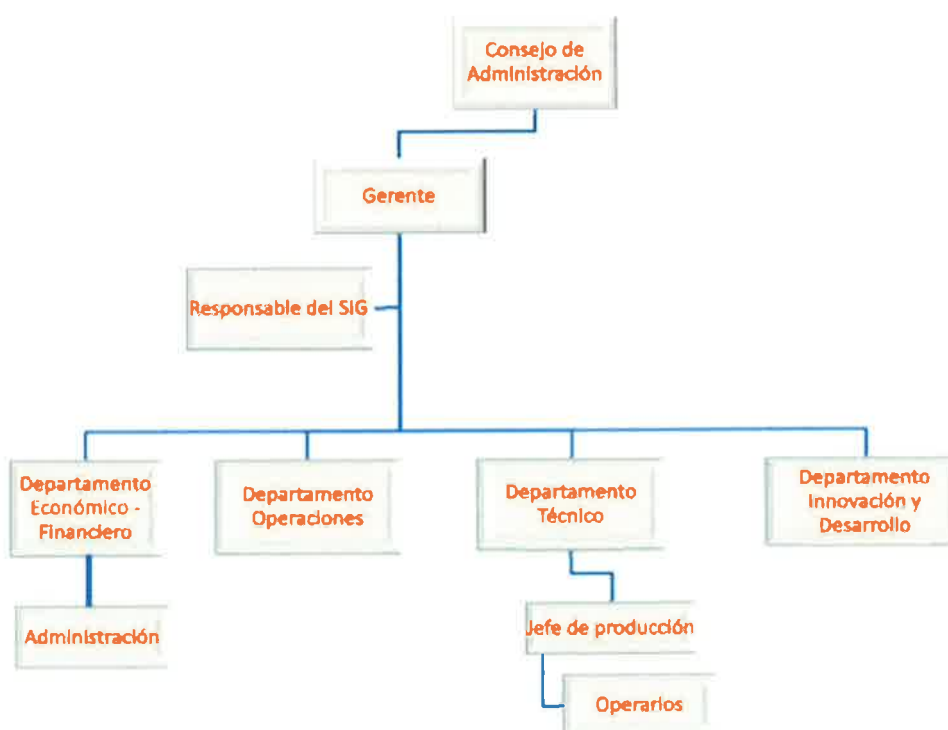 Consejo de
Administración
Gerente
Responsable del SIG
Departamento
Económico -
Financiero
Departamento
Operaciones
Departamento
Técnico
Departamento
Innovación y
Desarrollo
Administración
Jefe de producción
Operarios